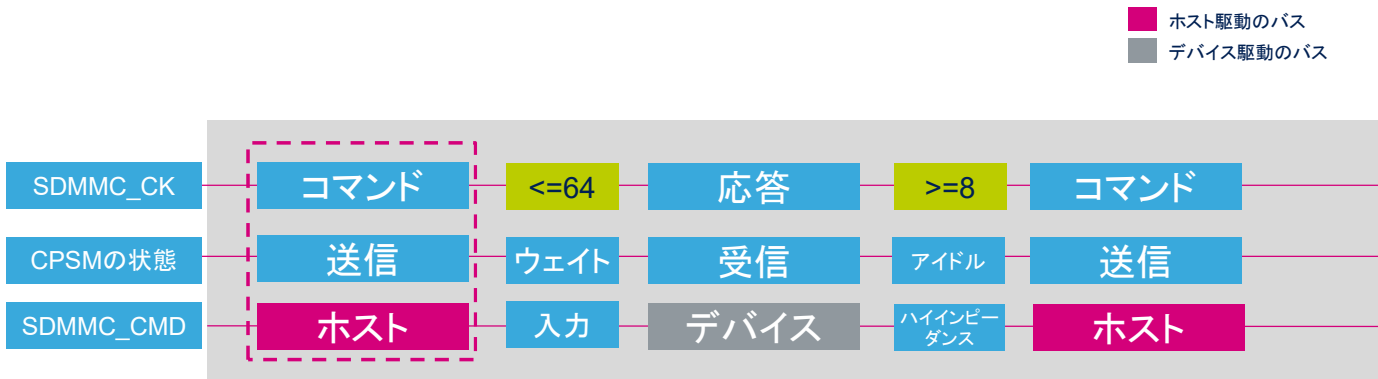 ホスト駆動のバス
デバイス駆動のバス
SDMMC_CK コマンド <=64 応答 >=8 コマンド
CPSMの状態 送信 ウェイト 受信 アイドル 送信
SDMMC_CMD ホスト 入力 デバイス ハイインピー
ダンス ホスト